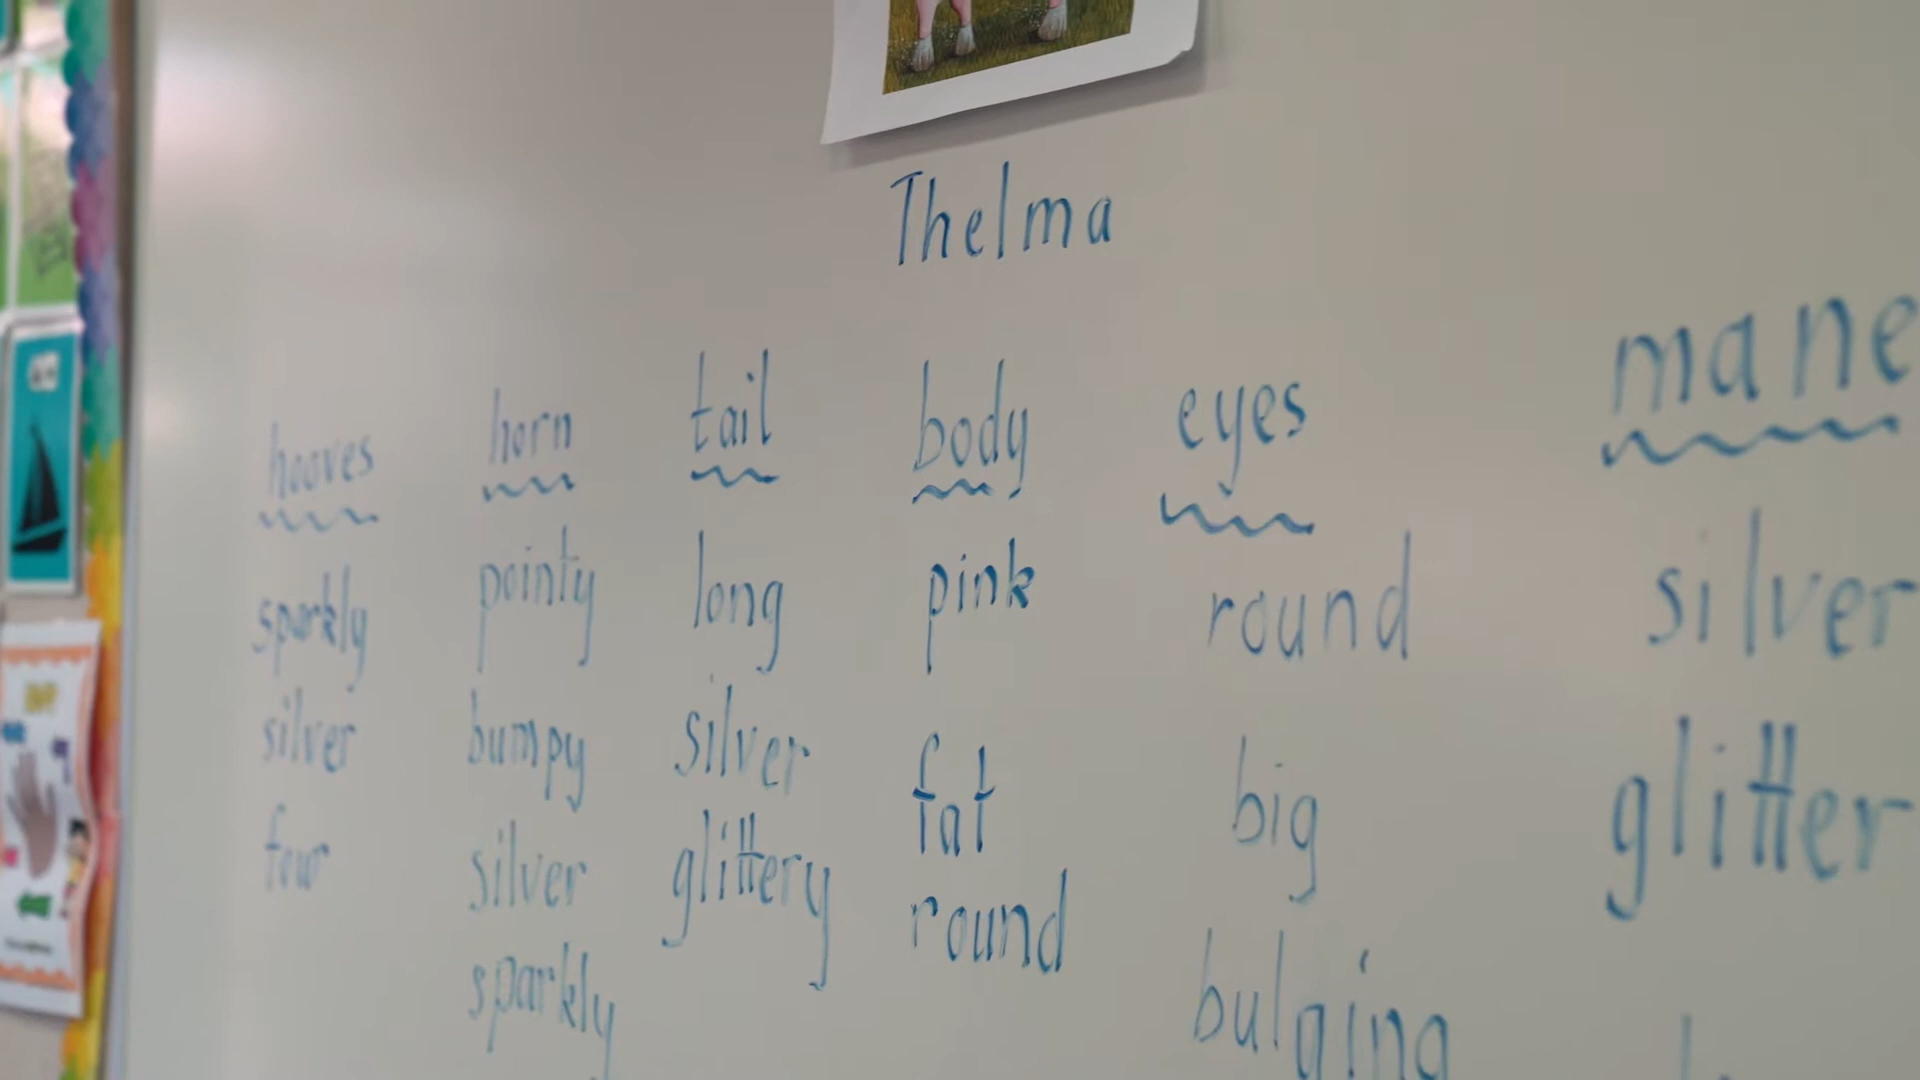 Thelma
hooves
sparkly
silver
four
horn
pointy
bumpy
silver
sparkly
tail
long
silver
glittery
body
pink
fat
round
eyes
round
big
bulging
mane
silver
glitter